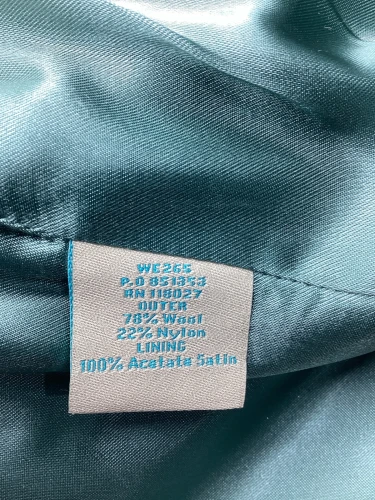 WE265
P.O 851353
RN 118027
OUTER
78% Wool
22% Nylon
LINING
100% Acetate Satin